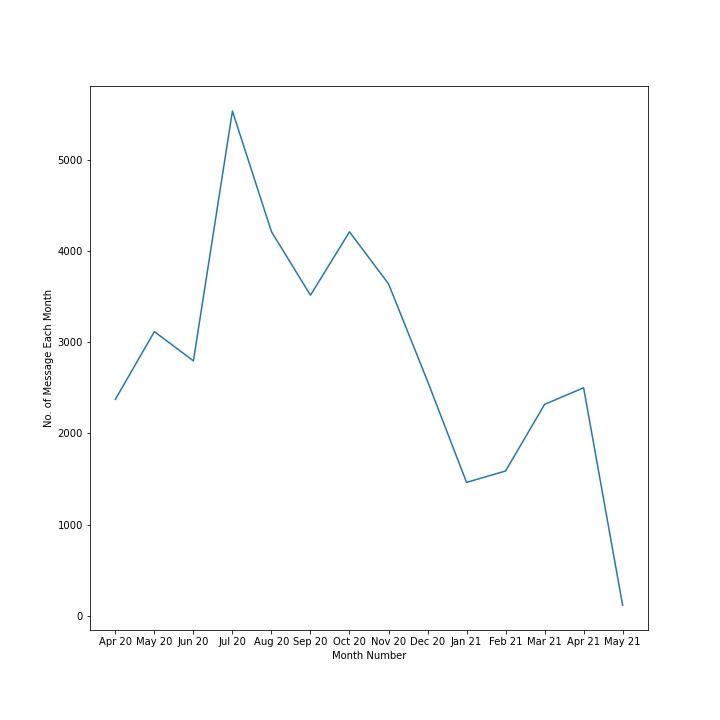 No. of Message Each Month
5000
4000
3000
2000
1000
0
Apr 20 May 20 Jun 20 Jul 20 Aug 20 Sep 20 Oct 20 Nov 20 Dec 20 Jan 21 Feb 21 Mar 21 Apr 21 May 21
Month Number